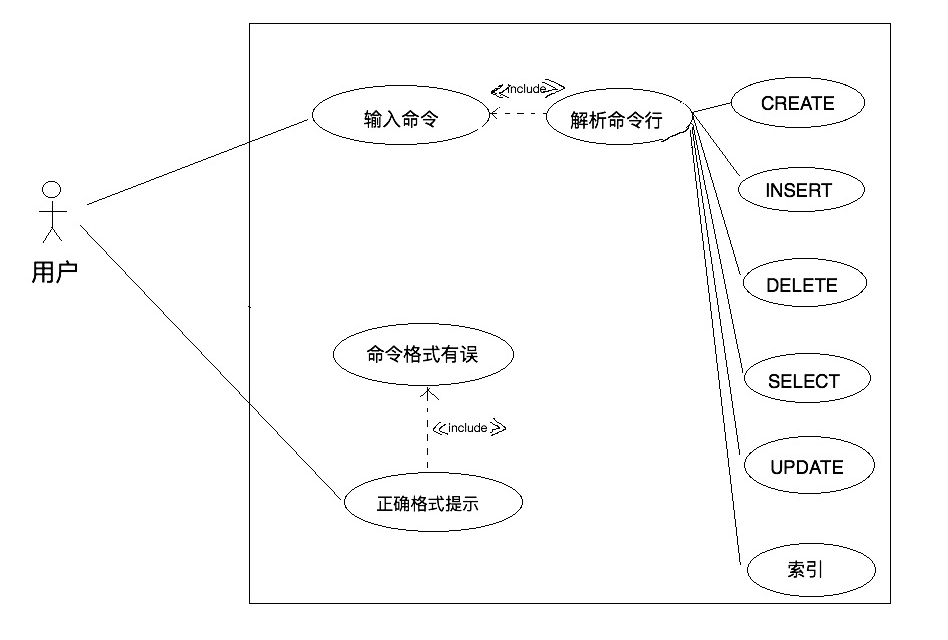 <<include>>
输入命令
解析命令行
CREATE
INSERT
用户
DELETE
命令格式有误
SELECT
<<include>>
UPDATE
正确格式提示
索引